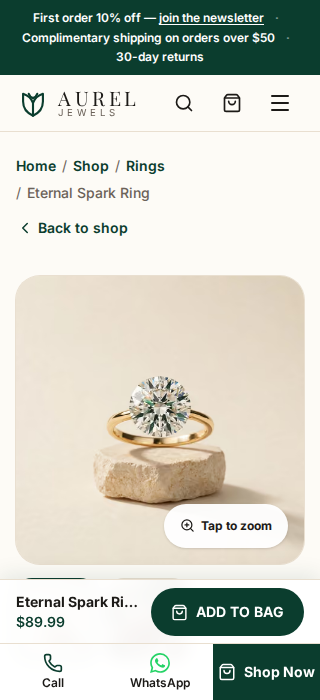 First order 10% off — join the newsletter ·
Complimentary shipping on orders over $50 ·
30-day returns
AUREL
JEWELS
Home / Shop / Rings
/ Eternal Spark Ring
Back to shop
Tap to zoom
Eternal Spark Ri...
$89.99
ADD TO BAG
Call
WhatsApp
Shop Now